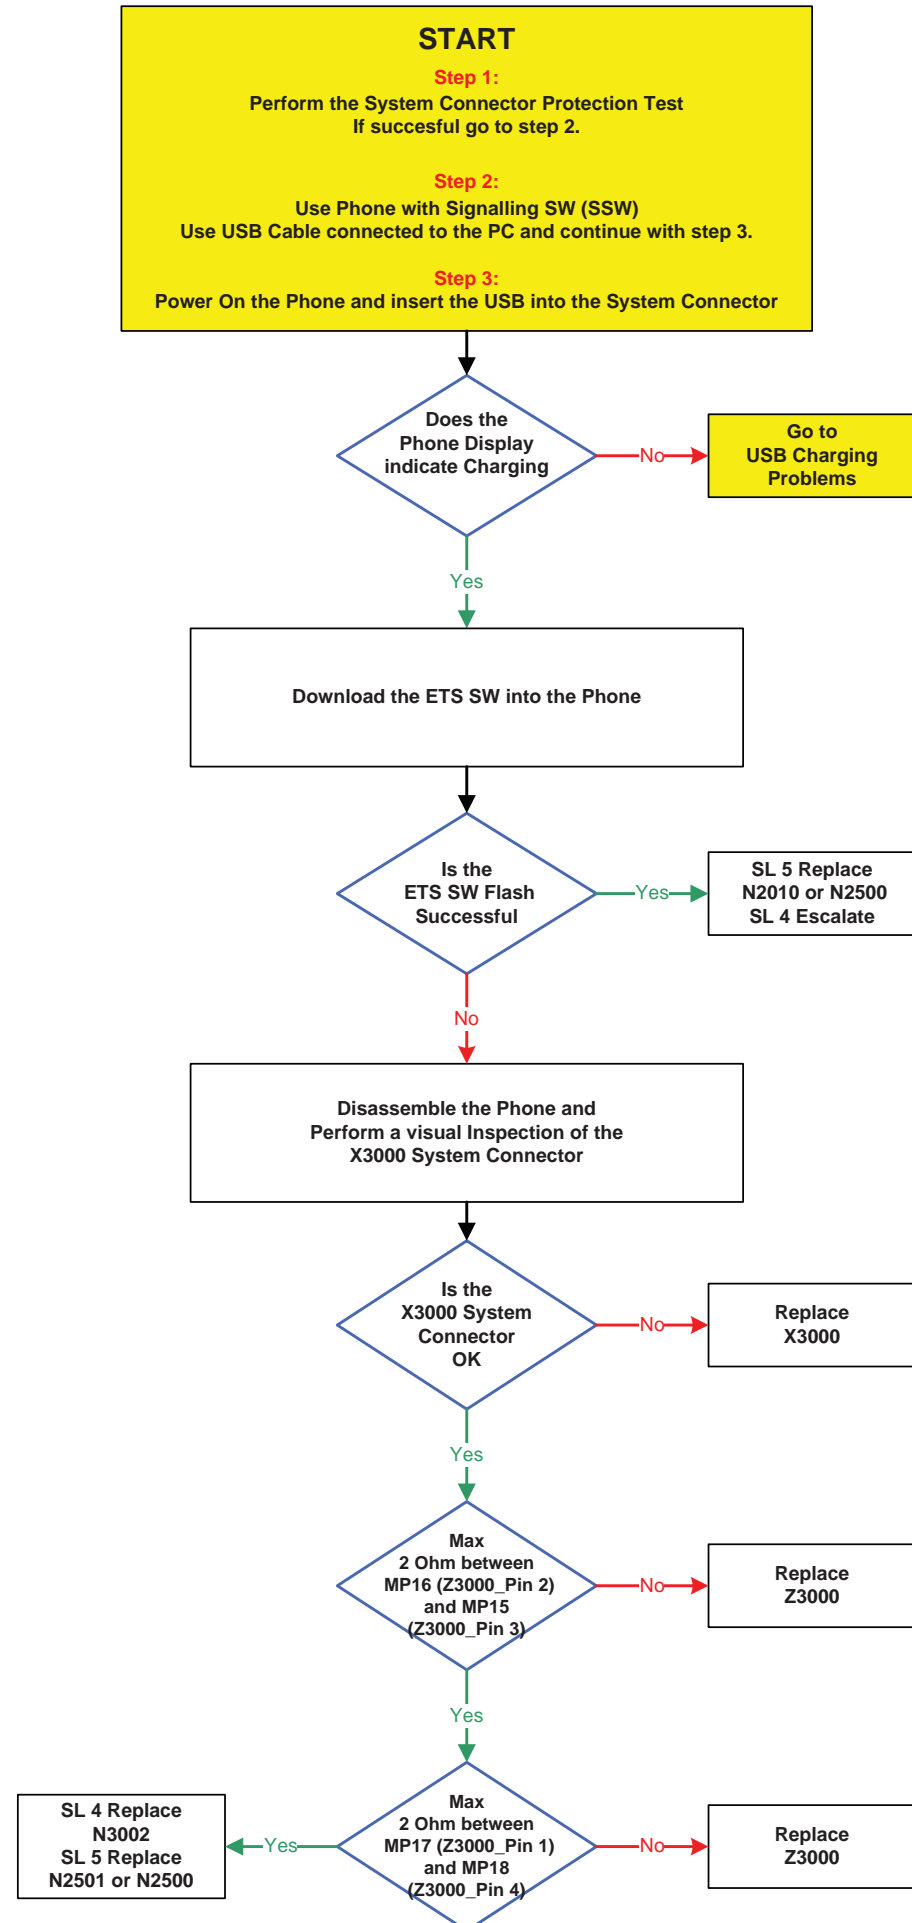 START
Step 1:
Perform the System Connector Protection Test
If succesful go to step 2.
Step 2:
Use Phone with Signalling SW (SSW)
Use USB Cable connected to the PC and continue with step 3.
Step 3:
Power On the Phone and insert the USB into the System Connector
Does the
Phone Display
indicate Charging
No
Go to
USB Charging
Problems
Yes
Download the ETS SW into the Phone
Is the
ETS SW Flash
Successful
Yes
SL 5 Replace
N2010 or N2500
SL 4 Escalate
No
Disassemble the Phone and
Perform a visual Inspection of the
X3000 System Connector
Is the
X3000 System
Connector
OK
No
Replace
X3000
Yes
Max
2 Ohm between
MP16 (Z3000_Pin 2)
and MP15
(Z3000_Pin 3)
No
Replace
Z3000
Yes
Max
2 Ohm between
MP17 (Z3000_Pin 1)
and MP18
(Z3000_Pin 4)
Yes
SL 4 Replace
N3002
SL 5 Replace
N2501 or N2500
No
Replace
Z3000